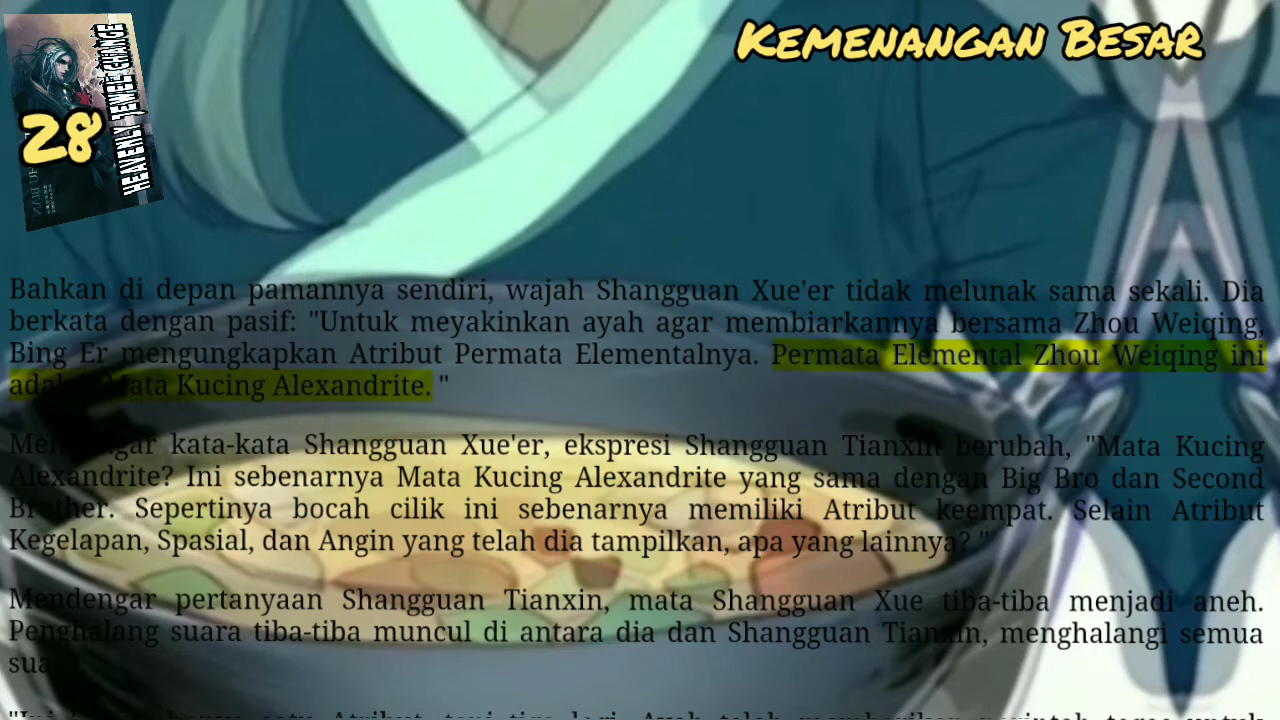 Kemenangan Besar
28
HEAVENLY JEWEL CHANGE
Bahkan di depan pamannya sendiri, wajah Shangguan Xue'er tidak melunak sama sekali. Dia
berkata dengan pasif: "Untuk meyakinkan ayah agar membiarkannya bersama Zhou Weiqing,
Bing Er mengungkapkan Atribut Permata Elementalnya. Permata Elemental Zhou Weiqing ini
Mata Kucing Alexandrite. "
kata-kata Shangguan Xue'er, ekspresi Shangguan Tianxin berubah, "Mata Kucing
Alexandrite? Ini sebenarnya Mata Kucing Alexandrite yang sama dengan Big Bro dan Second
Brother. Sepertinya bocah cilik ini sebenarnya memiliki Atribut keempat. Selain Atribut
Kegelapan, Spasial, dan Angin yang telah dia tampilkan, apa yang lainnya? "
Mendengar pertanyaan Shangguan Tianxin, mata Shangguan Xue tiba-tiba menjadi aneh.
Penghalang suara tiba-tiba muncul di antara dia dan Shangguan Tianxin, menghalangi semua